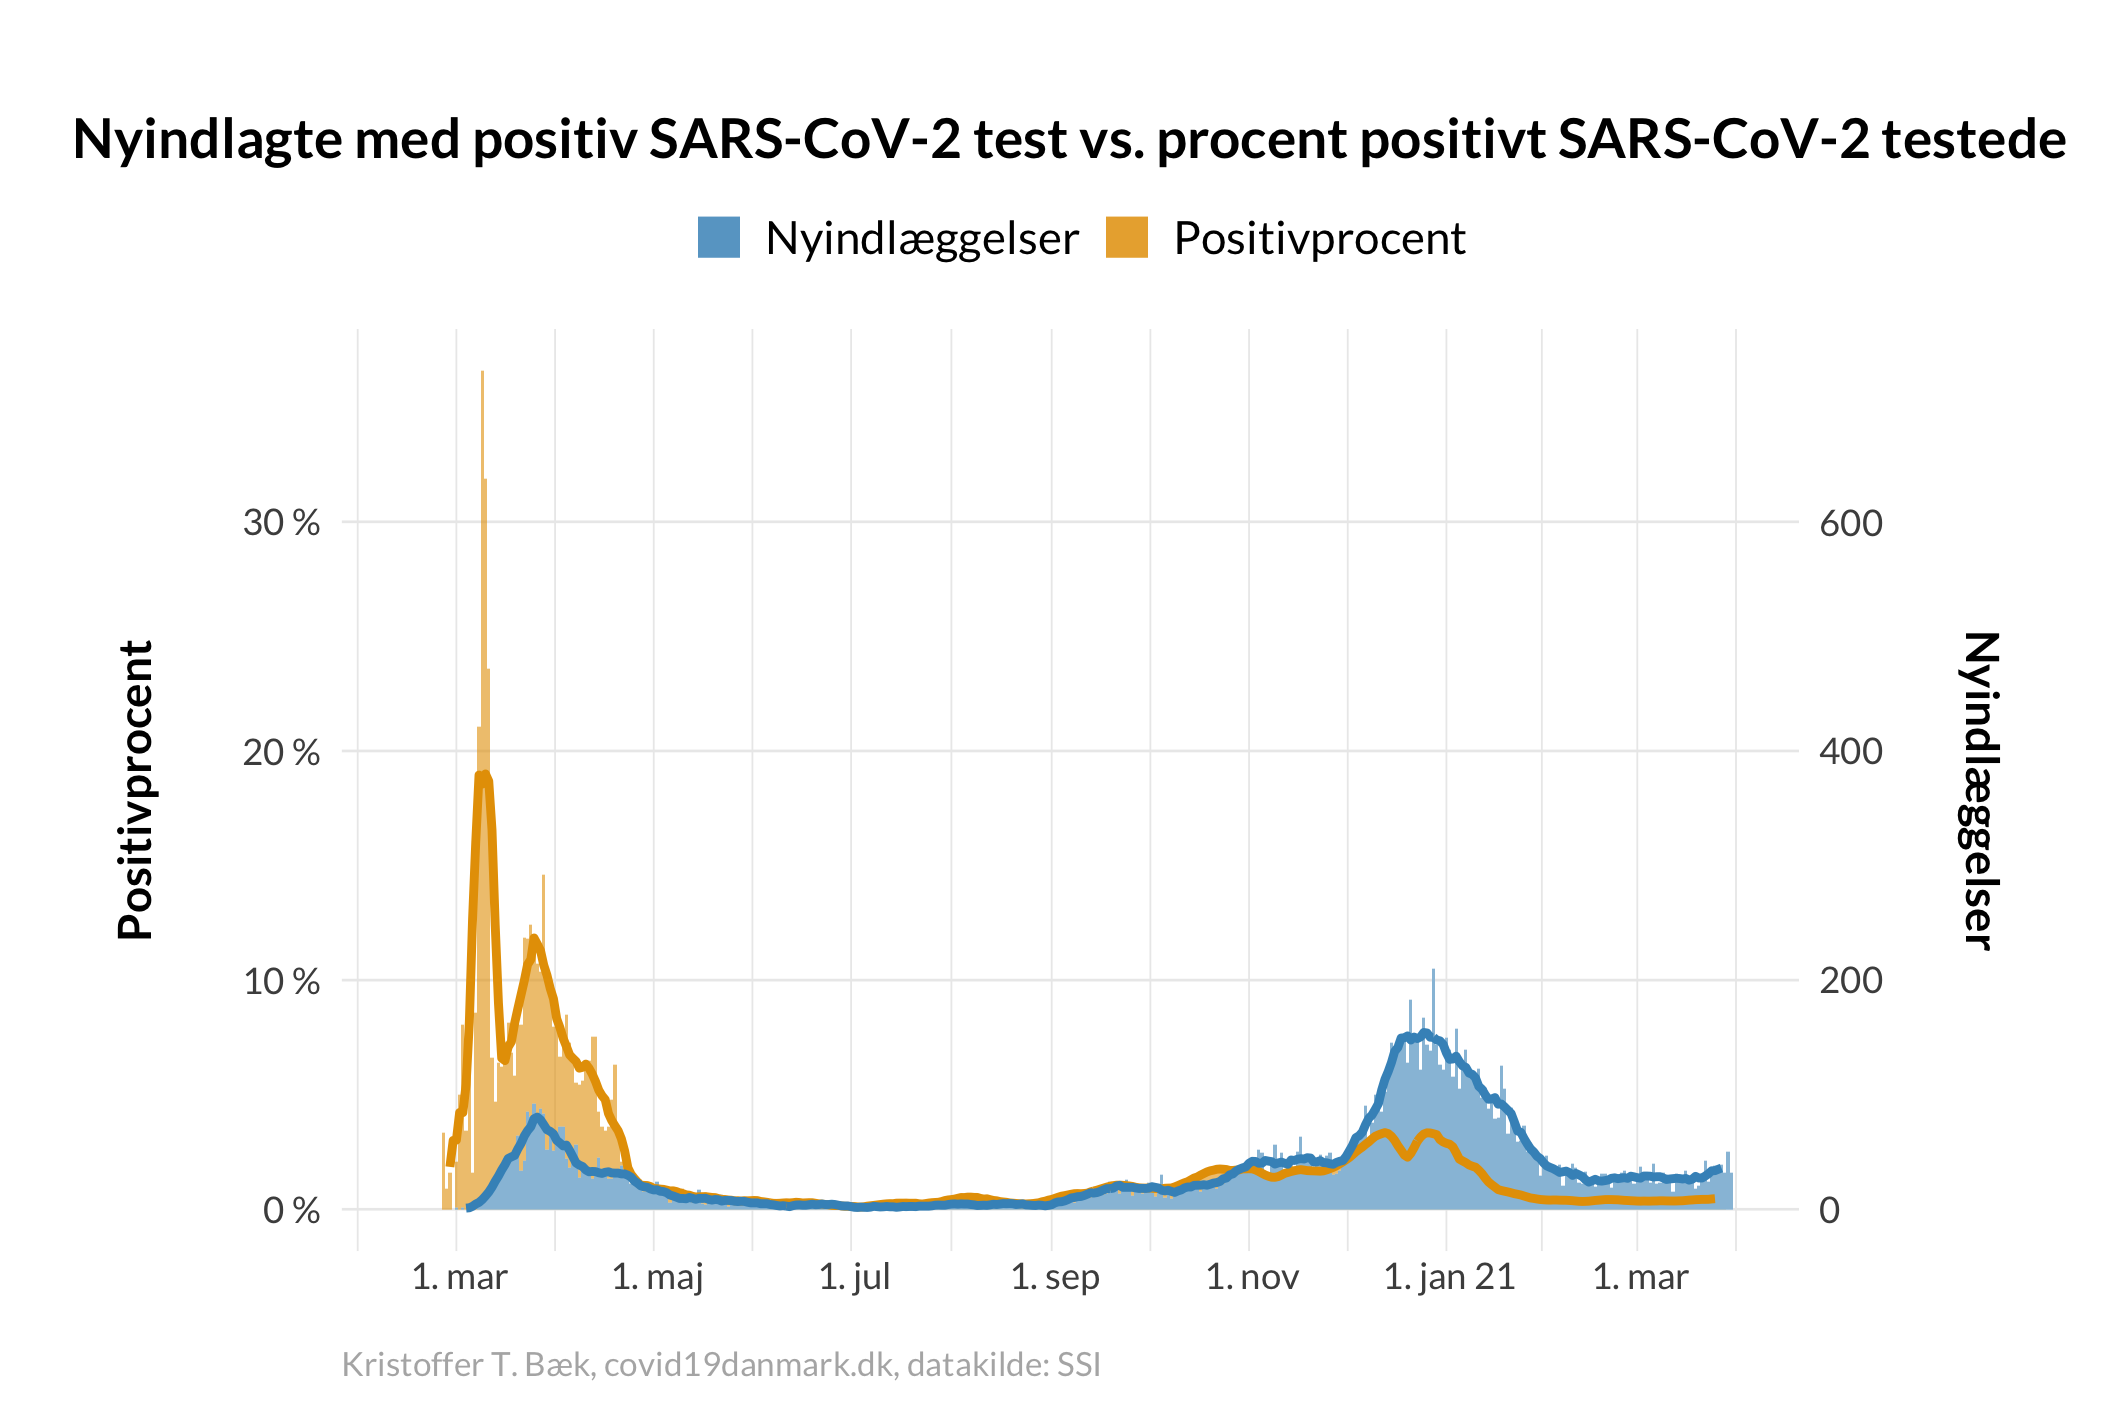 Nyindlagte med positiv SARS-CoV-2 test vs. procent positivt SARS-CoV-2 testede
Nyindlæggelser Positivprocent
Positivprocent
30 %
20 %
10 %
0 %
600
400
200
0
Nyindlæggelser
1. mar 1. maj 1. jul 1. sep 1. nov 1. jan 21 1. mar
Kristoffer T. Bæk, covid19danmark.dk, datakilde: SSI